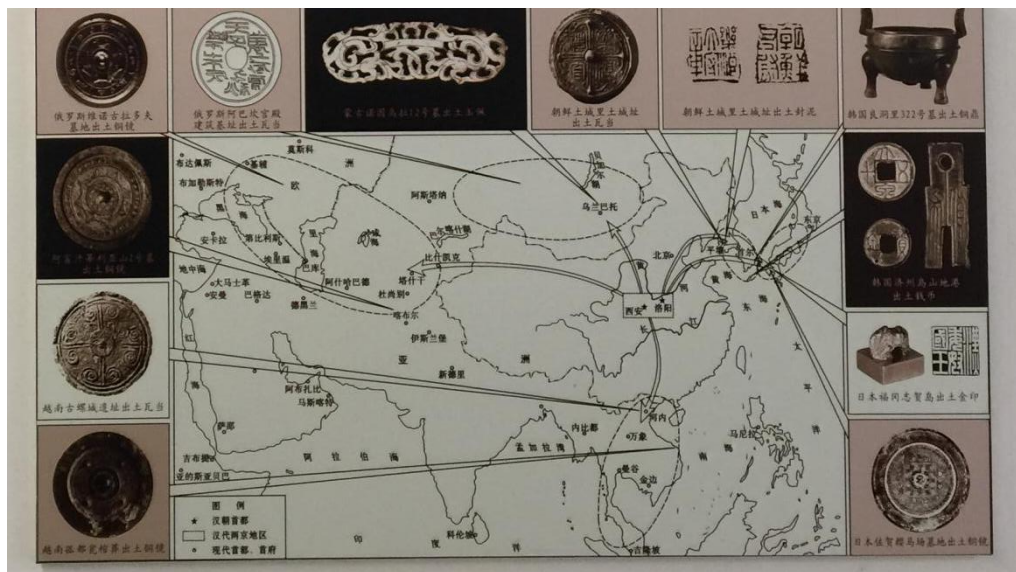 俄罗斯维诺古拉多夫
墓地出土铜镜
俄罗斯阿巴坎宫殿
建筑基址出土瓦当
蒙古诺因乌拉12号墓出土玉佩
朝鲜土城里土城址
出土瓦当
朝鲜土城里土城址出土封泥
韩国良洞里322号墓出土铜鼎
莫斯科
洲
布达佩斯
基辅
欧
布加勒斯特
黑
海
阿斯塔纳
贝加尔湖
乌兰巴托
日本海
东京
安卡拉
第比利斯
埃里温
里
海
巴库
咸海
巴尔喀什湖
比什凯克
北京
平壤
首尔
阿富汗蒂利亚山2号墓
出土铜镜
韩国济州岛山地港
出土钱币
地中海
大马士革
安曼
巴格达
阿什哈巴德
塔什干
杜尚别
德黑兰
喀布尔
伊斯兰堡
黄
河
黄海
东海
西安
洛阳
长江
亚
洲
太
平
洋
红
海
新德里
阿布扎比
马斯喀特
日本福冈志贺岛出土金印
越南古螺城遗址出土瓦当
萨那
内比都
河内
万象
马尼拉
吉布提
阿拉伯海
孟加拉湾
南海
亚的斯亚贝巴
曼谷
金边
图例
汉朝首都
汉代两京地区
现代首都、首府
科伦坡
印度洋
吉隆坡
日本佐贺樱马场墓地出土铜镜